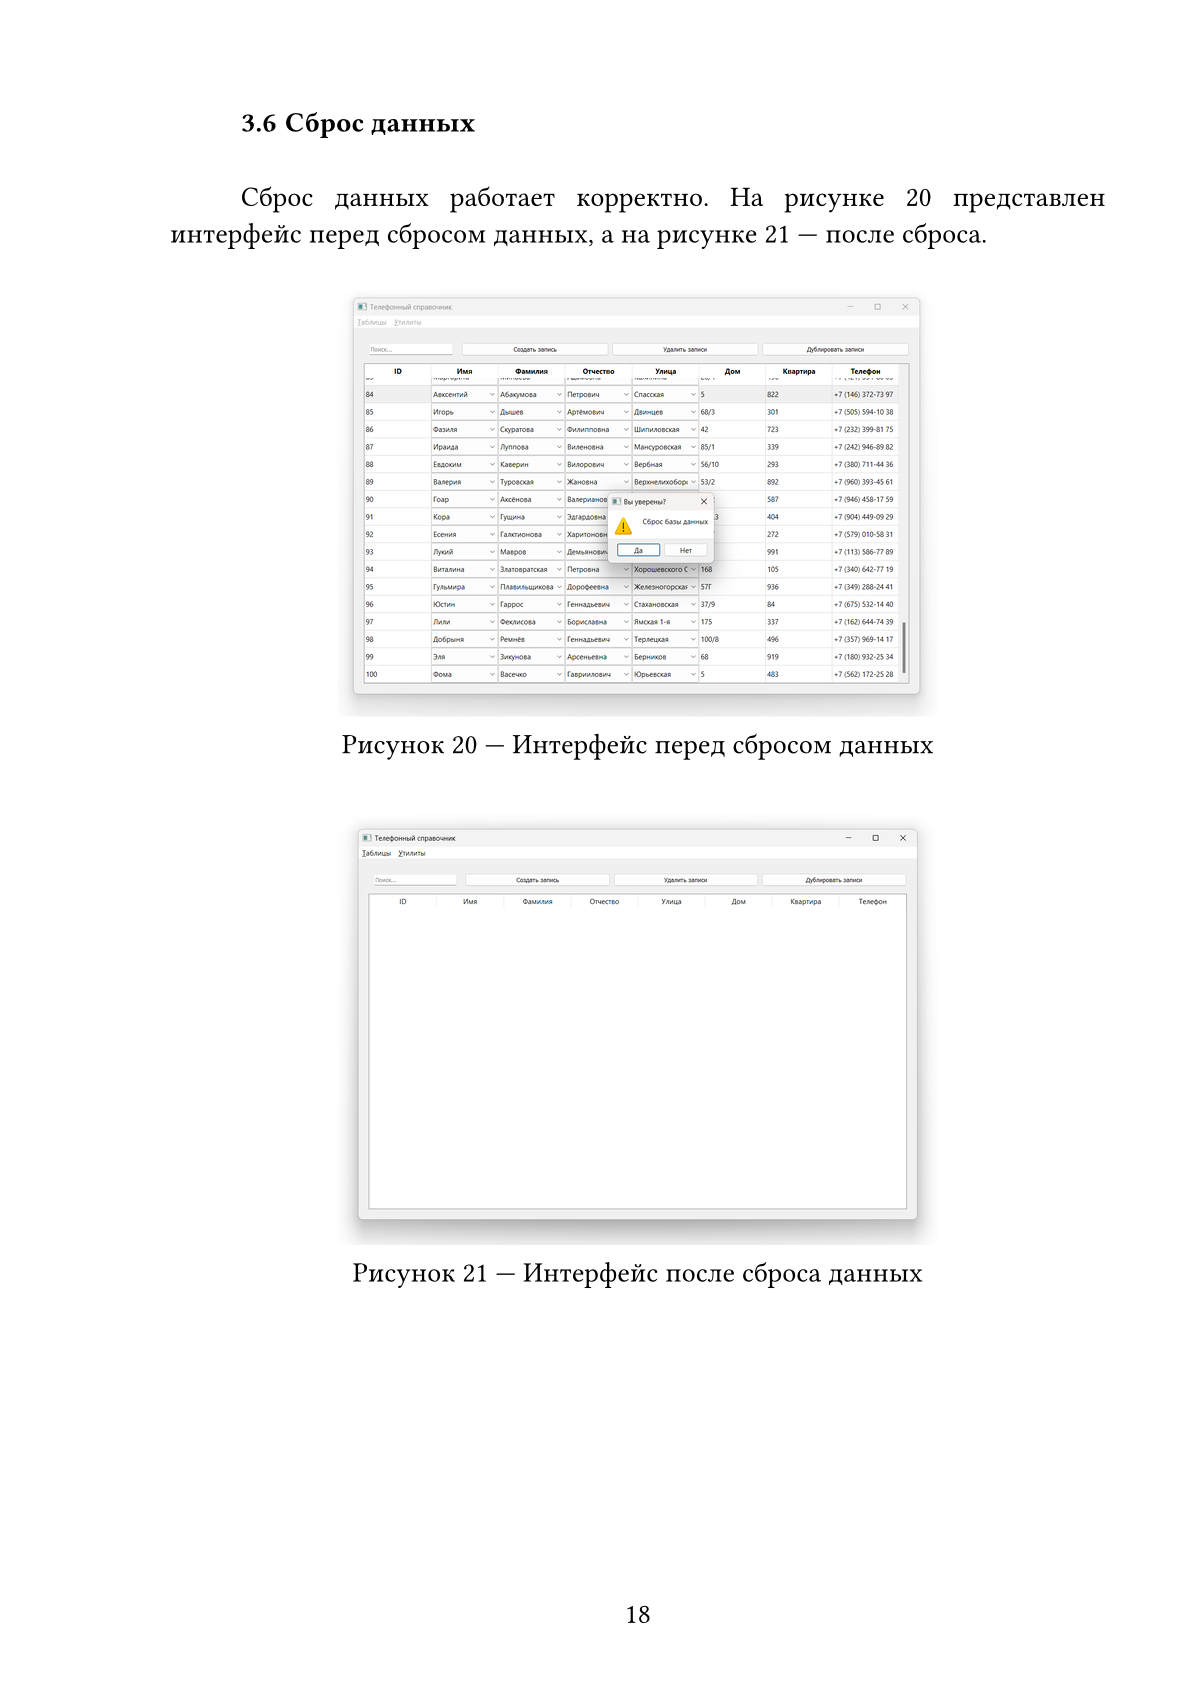 3.6 Сброс данных
Сброс данных работает корректно. На рисунке 20 представлен
интерфейс перед сбросом данных, а на рисунке 21 — после сброса.
Телефонный справочник
Таблицы Утилиты
Поиск... Создать запись Удалить записи Дублировать записи
ID Имя Фамилия Отчество Улица Дом Квартира Телефон
84 Авксентий Абакумова Петрович Спасская 5 822 +7 (146) 372-73 97
85 Игорь Дышев Артёмович Двинцев 68/3 301 +7 (505) 594-10 38
86 Фазиля Скуратова Филипповна Шипиловская 42 723 +7 (232) 399-81 75
87 Ираида Луппова Виленовна Мансуровская 85/1 339 +7 (242) 946-89 82
88 Евдоким Каверин Вилорович Вербная 56/10 293 +7 (380) 711-44 36
89 Валерия Туровская Жановна 53/2 892 +7 (960) 393-45 61
90 Гоар Аксёнова 587 +7 (946) 458-17 59
91 Кора Гущина Эдгардовна 404 +7 (904) 449-09 29
92 Есения Галктионова 272 +7 (579) 010-58 31
93 Лукий Мавров 991 +7 (113) 586-77 89
94 Виталина Златовратская Петровна Хорошевского С 168 105 +7 (340) 642-77 19
95 Гульмира Плавильщикова Дорофеевна Железногорская 57Г 936 +7 (349) 288-24 41
96 Юстин Гаррос Геннадьевич Стахановская 37/9 84 +7 (675) 532-14 40
97 Лили Феклисова Бориславна Ямская 1-я 175 337 +7 (162) 644-74 39
98 Добрыня Ремнёв Геннадьевич Терлецкая 100/8 496 +7 (357) 969-14 17
99 Эля Зикунова Арсеньевна Берников 68 919 +7 (180) 932-25 34
100 Фома Васечко Гавриилович Юрьевская 5 483 +7 (562) 172-25 28
Вы уверены?
Сброс базы данных
Да Нет
Рисунок 20 — Интерфейс перед сбросом данных
Телефонный справочник
Таблицы Утилиты
Поиск... Создать запись Удалить записи Дублировать записи
ID Имя Фамилия Отчество Улица Дом Квартира Телефон
Рисунок 21 — Интерфейс после сброса данных
18